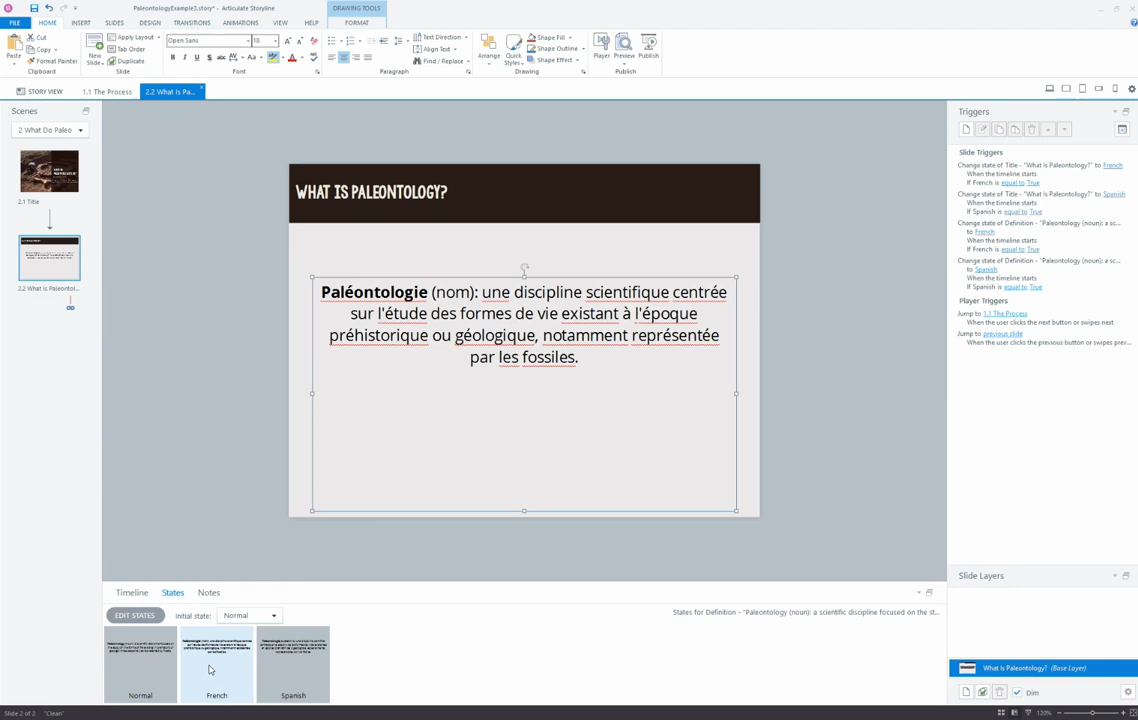 PaleontologyExample3.story* - Articulate Storyline
DRAWING TOOLS
FILE HOME INSERT SLIDES DESIGN TRANSITIONS ANIMATIONS VIEW HELP FORMAT
Paste
Cut
Copy
Format Painter
Clipboard
New Slide
Apply Layout
Tab Order
Duplicate
Slide
Open Sans 18
B I U abc AV Aa A
Font
Text Direction
Align Text
Find / Replace
Paragraph
Arrange
Quick Styles
Shape Fill
Shape Outline
Shape Effect
Drawing
Player Preview Publish
Publish
STORY VIEW 1.1 The Process 2.2 What Is Pa...
Scenes
2 What Do Paleo
2.1 Title
2.2 What is Paleontol...
WHAT IS PALEONTOLOGY?
Paléontologie (nom): une discipline scientifique centrée
sur l'étude des formes de vie existant à l'époque
préhistorique ou géologique, notamment représentée
par les fossiles.
Triggers
Slide Triggers
Change state of Title - "What is Paleontology?" to French
When the timeline starts
If French is equal to True
Change state of Title - "What is Paleontology?" to Spanish
When the timeline starts
If Spanish is equal to True
Change state of Definition - "Paleontology (noun): a sc...
to French
When the timeline starts
If French is equal to True
Change state of Definition - "Paleontology (noun): a sc...
to Spanish
When the timeline starts
If Spanish is equal to True
Player Triggers
Jump to 1.1 The Process
When the user clicks the next button or swipes next
Jump to previous slide
When the user clicks the previous button or swipes prev...
Slide Layers
What Is Paleontology? (Base Layer)
Dim
Timeline States Notes
EDIT STATES Initial state: Normal
States for Definition - "Paleontology (noun): a scientific discipline focused on the st...
Normal French Spanish
Slide 2 of 2 "Clean"
120%